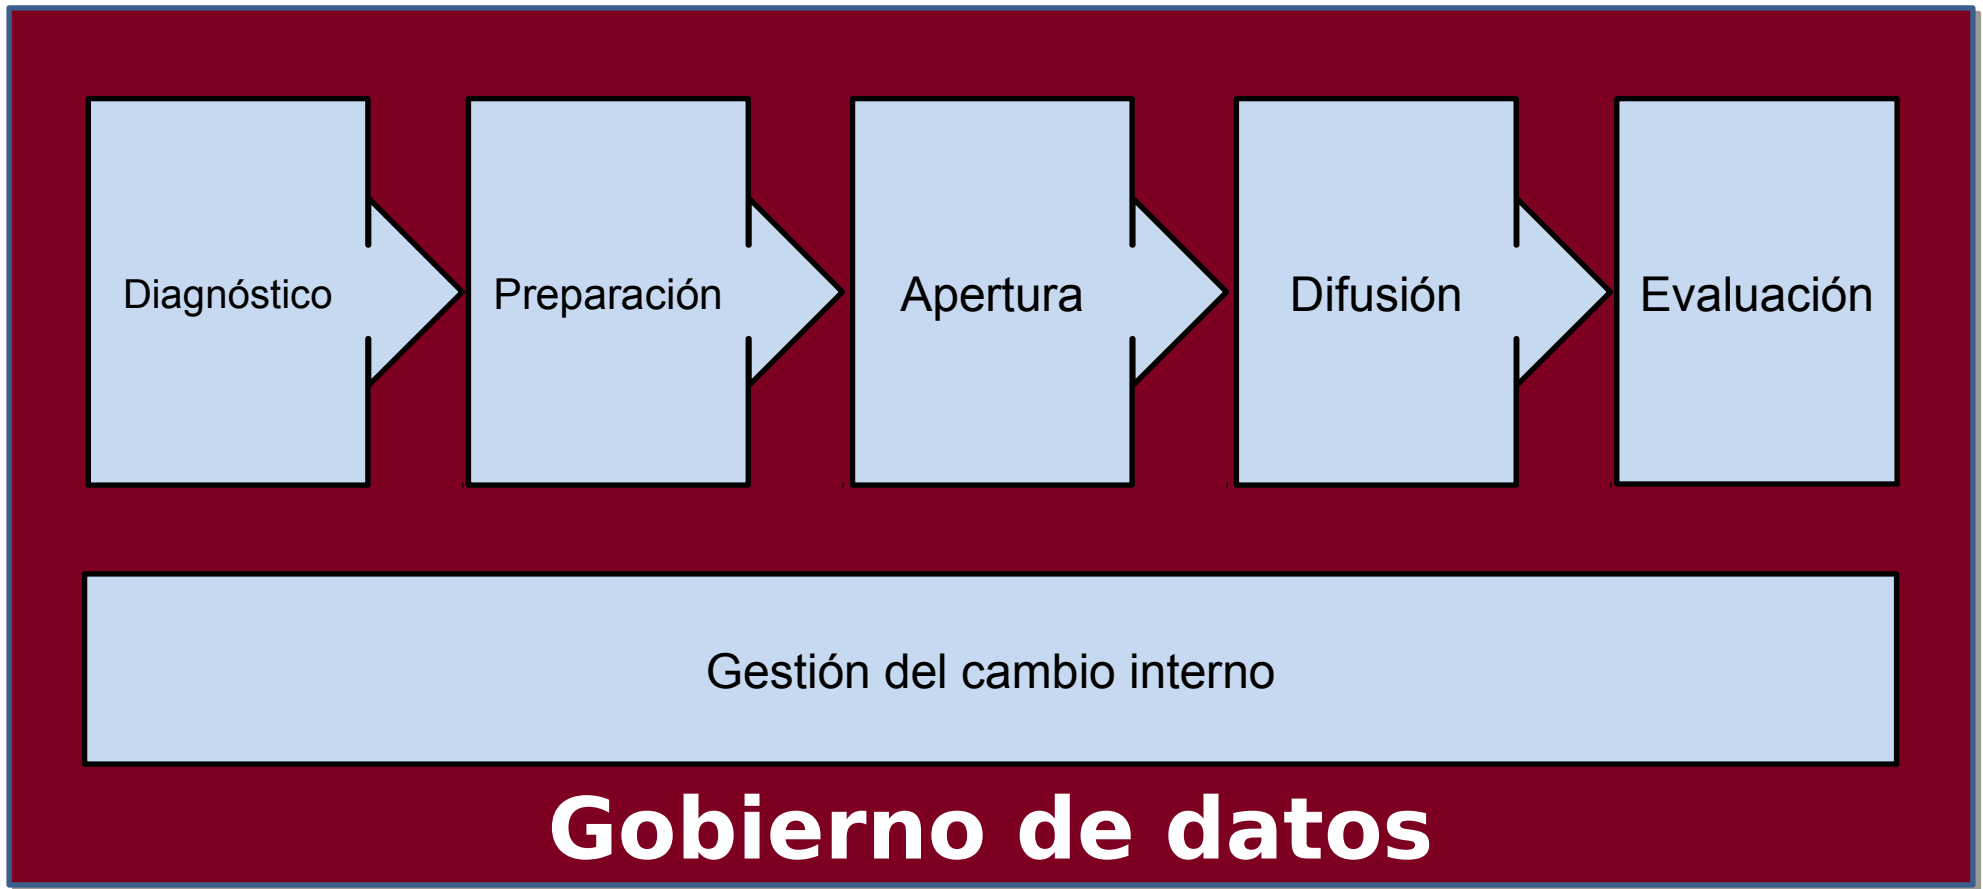 Diagnóstico
Preparación
Apertura
Difusión
Evaluación
Gestión del cambio interno
Gobierno de datos